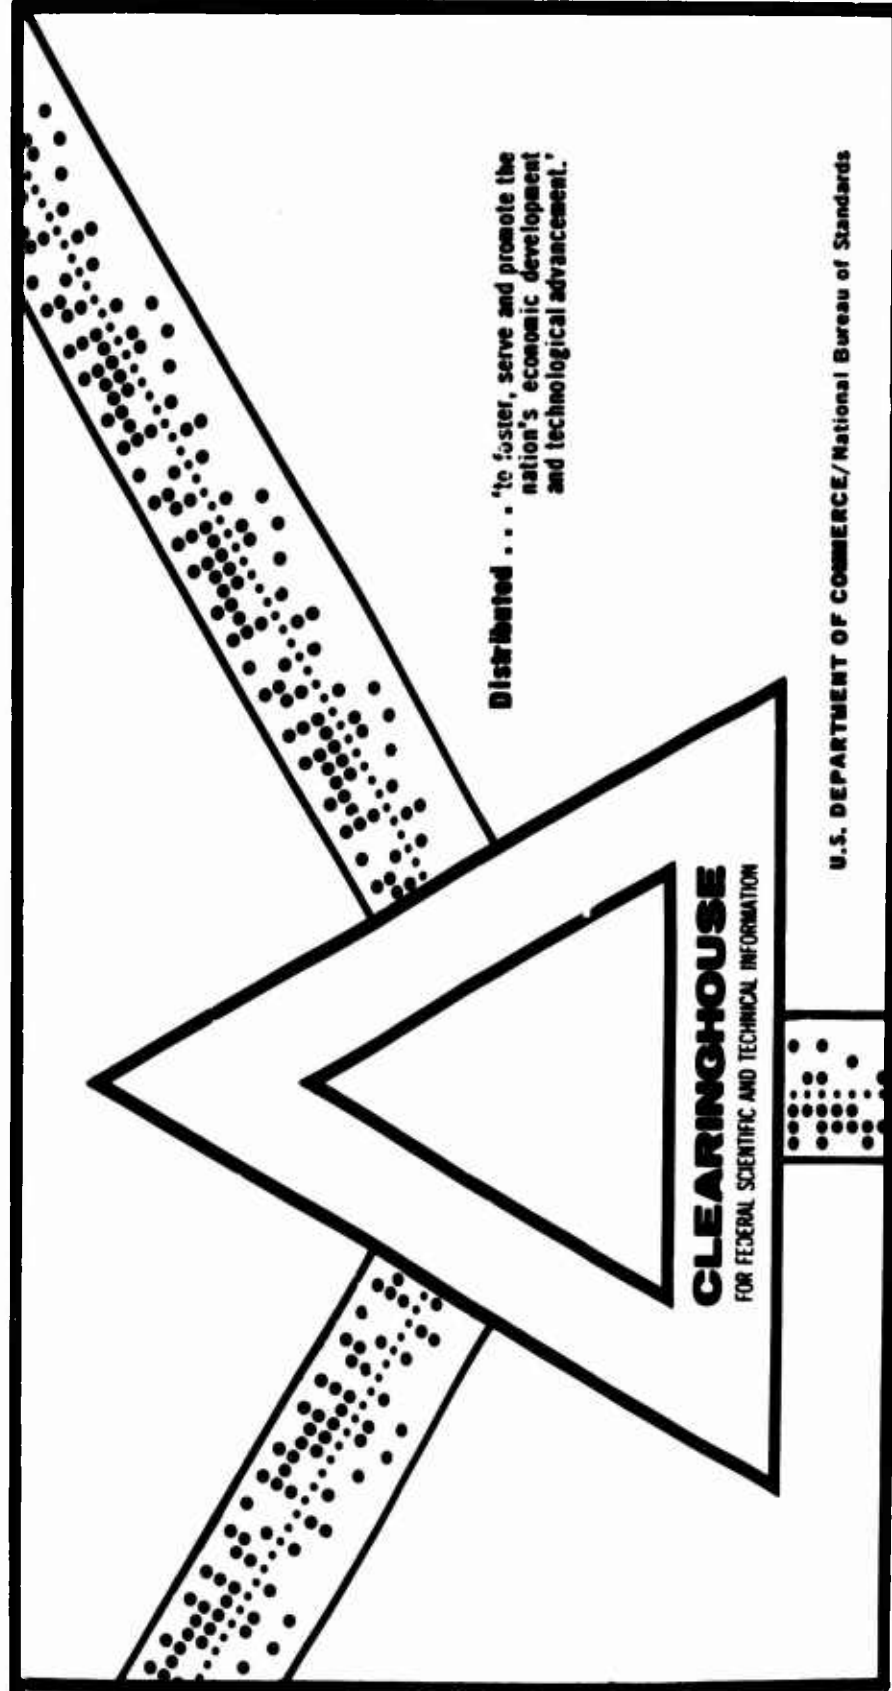 Distributed . . . "to foster, serve and promote the
nation's economic development
and technological advancement.'
CLEARINGHOUSE
FOR FEDERAL SCIENTIFIC AND TECHNICAL INFORMATION
U.S. DEPARTMENT OF COMMERCE/National Bureau of Standards